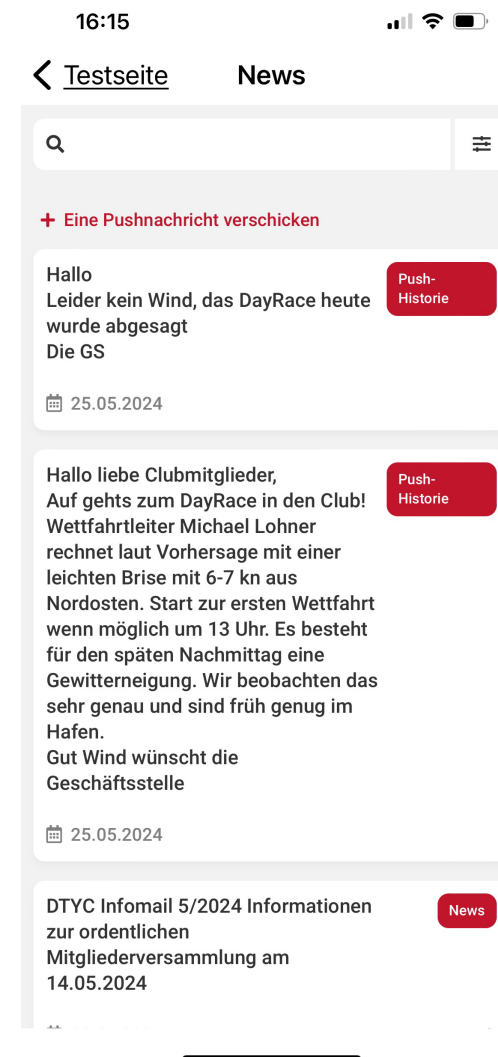 16:15
Testseite
News
Eine Pushnachricht verschicken
Hallo
Leider kein Wind, das DayRace heute
wurde abgesagt
Die GS
Push-
Historie
25.05.2024
Hallo liebe Clubmitglieder,
Auf gehts zum DayRace in den Club!
Wettfahrtleiter Michael Lohner
rechnet laut Vorhersage mit einer
leichten Brise mit 6-7 kn aus
Nordosten. Start zur ersten Wettfahrt
wenn möglich um 13 Uhr. Es besteht
für den späten Nachmittag eine
Gewitterneigung. Wir beobachten das
sehr genau und sind früh genug im
Hafen.
Gut Wind wünscht die
Geschäftsstelle
Push-
Historie
25.05.2024
DTYC Infomail 5/2024 Informationen
zur ordentlichen
Mitgliederversammlung am
14.05.2024
News